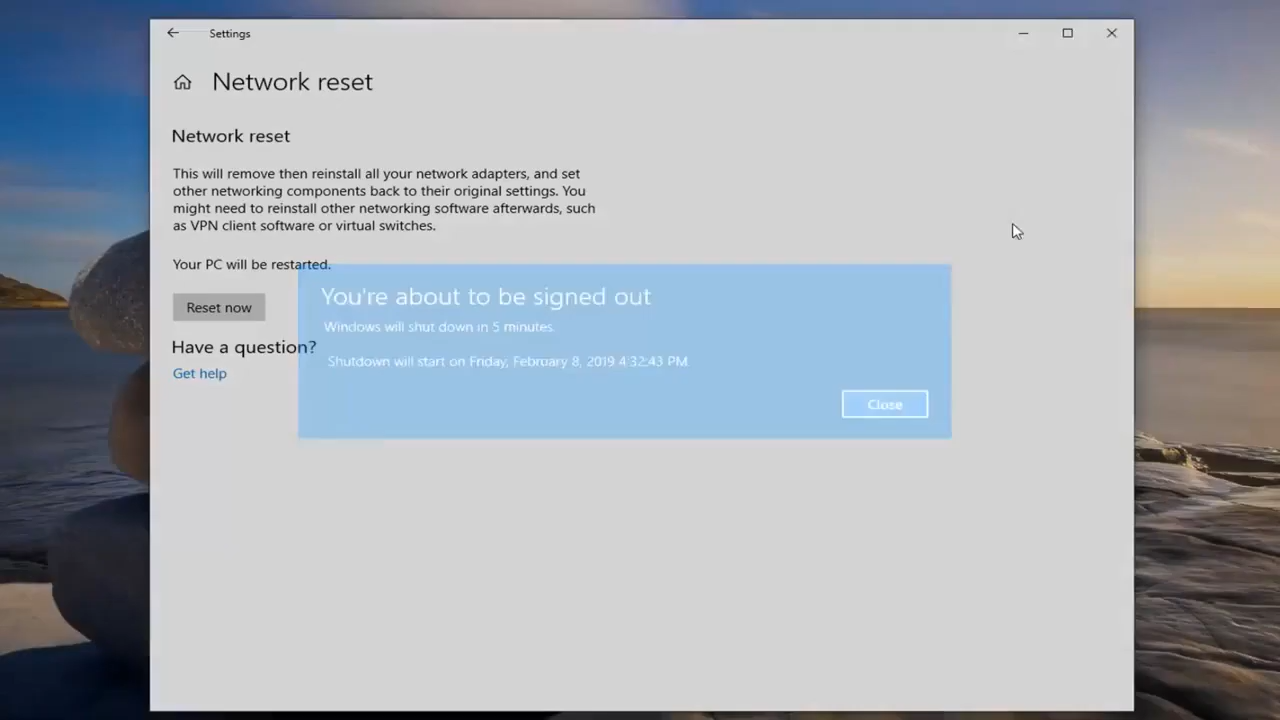 Settings
Network reset
Network reset
This will remove then reinstall all your network adapters, and set
other networking components back to their original settings. You
might need to reinstall other networking software afterwards, such
as VPN client software or virtual switches.
Your PC will be restarted.
Reset now
Have a question?
Get help
You're about to be signed out
Windows will shut down in 5 minutes.
Shutdown will start on Friday, February 8, 2019 4:32:43 PM.
Close